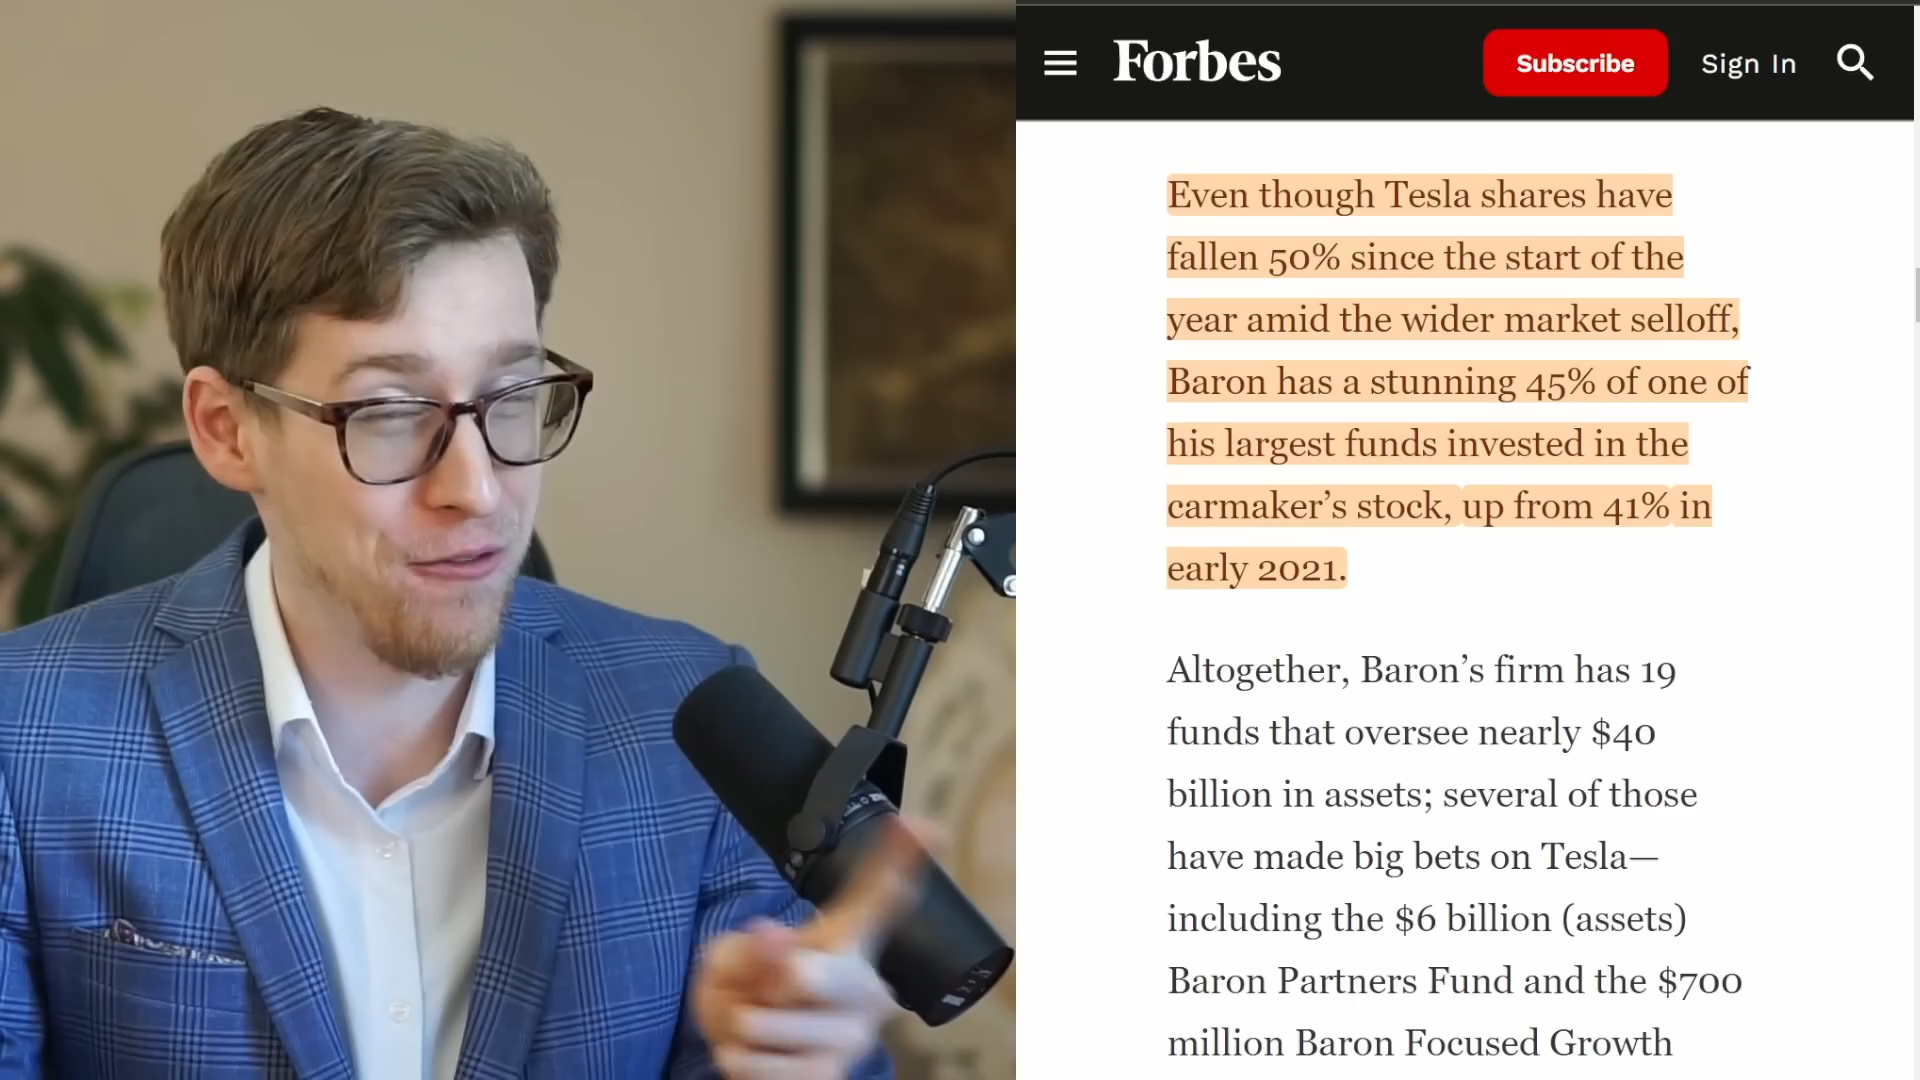 Forbes
Subscribe
Sign In
Even though Tesla shares have
fallen 50% since the start of the
year amid the wider market selloff,
Baron has a stunning 45% of one of
his largest funds invested in the
carmaker’s stock, up from 41% in
early 2021.
Altogether, Baron’s firm has 19
funds that oversee nearly $40
billion in assets; several of those
have made big bets on Tesla—
including the $6 billion (assets)
Baron Partners Fund and the $700
million Baron Focused Growth